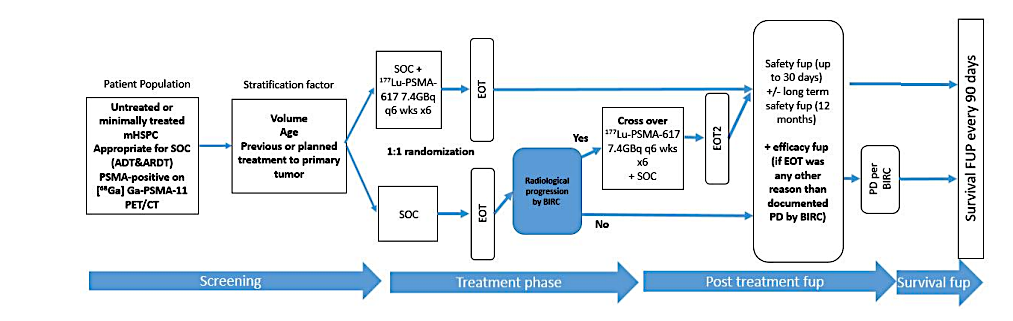 Patient Population
Untreated or
minimally treated
mHSPC
Appropriate for SOC
(ADT&ARDT)
PSMA-positive on
[⁶⁸Ga] Ga-PSMA-11
PET/CT
Stratification factor
Volume
Age
Previous or planned
treatment to primary
tumor
SOC +
¹⁷⁷Lu-PSMA-
617 7.4GBq
q6 wks x6
EOT
1:1 randomization
SOC
EOT
Radiological
progression
by BIRC
Yes
No
Cross over
¹⁷⁷Lu-PSMA-617
7.4GBq q6 wks
x6
+ SOC
EOT2
Safety fup (up
to 30 days)
+/- long term
safety fup (12
months)
+ efficacy fup
(if EOT was
any other
reason than
documented
PD by BIRC)
PD per
BIRC
Survival FUP every 90 days
Screening
Treatment phase
Post treatment fup
Survival fup